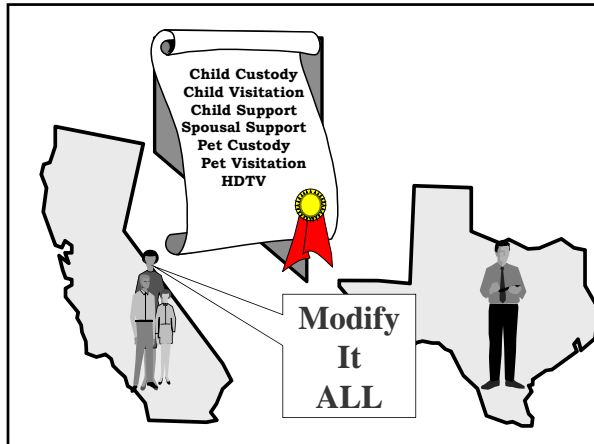 Child Custody
Child Visitation
Child Support
Spousal Support
Pet Custody
Pet Visitation
HDTV
Modify
It
ALL